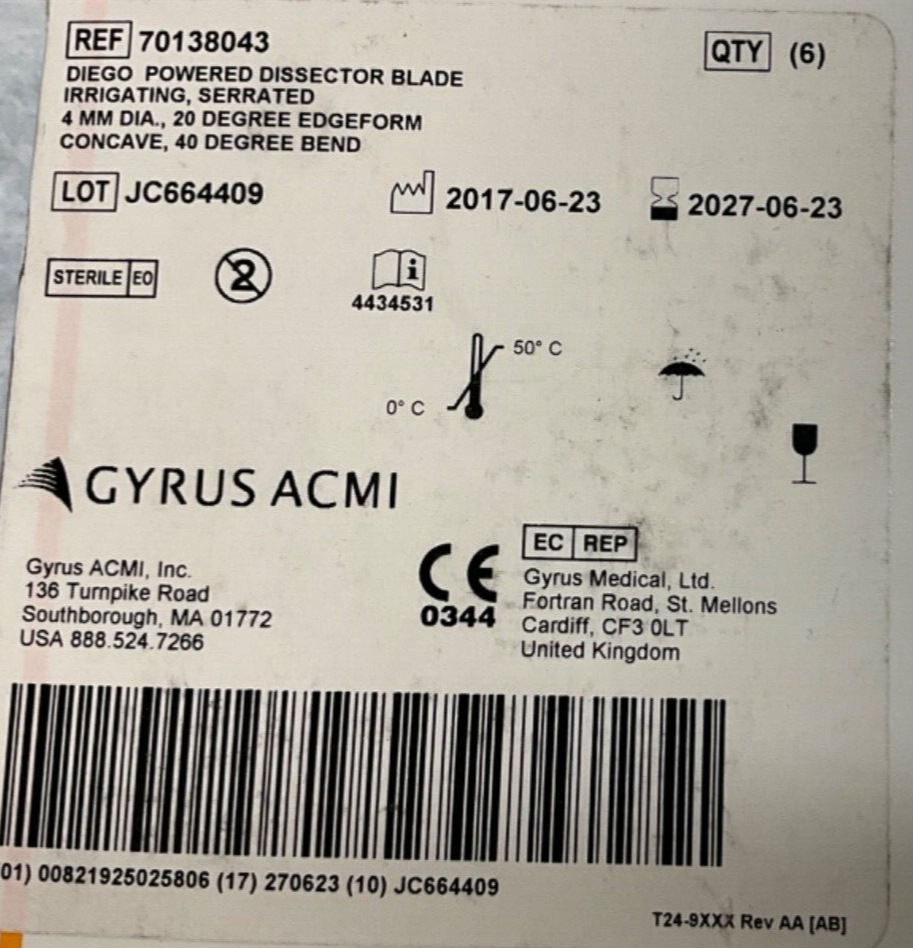 REF 70138043
QTY (6)
DIEGO POWERED DISSECTOR BLADE
IRRIGATING, SERRATED
4 MM DIA., 20 DEGREE EDGEFORM
CONCAVE, 40 DEGREE BEND
LOT JC664409
2017-06-23
2027-06-23
STERILE EO
2
i
4434531
50° C
0° C
GYRUS ACMI
Gyrus ACMI, Inc.
136 Turnpike Road
Southborough, MA 01772
USA 888.524.7266
CE
0344
EC REP
Gyrus Medical, Ltd.
Fortran Road, St. Mellons
Cardiff, CF3 0LT
United Kingdom
01) 00821925025806 (17) 270623 (10) JC664409
T24-9XXX Rev AA [AB]